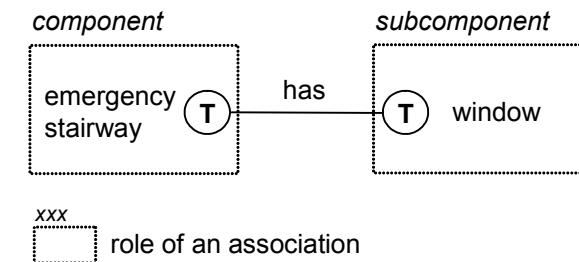 component
subcomponent
emergency
stairway
T
has
T
window
xxx
role of an association